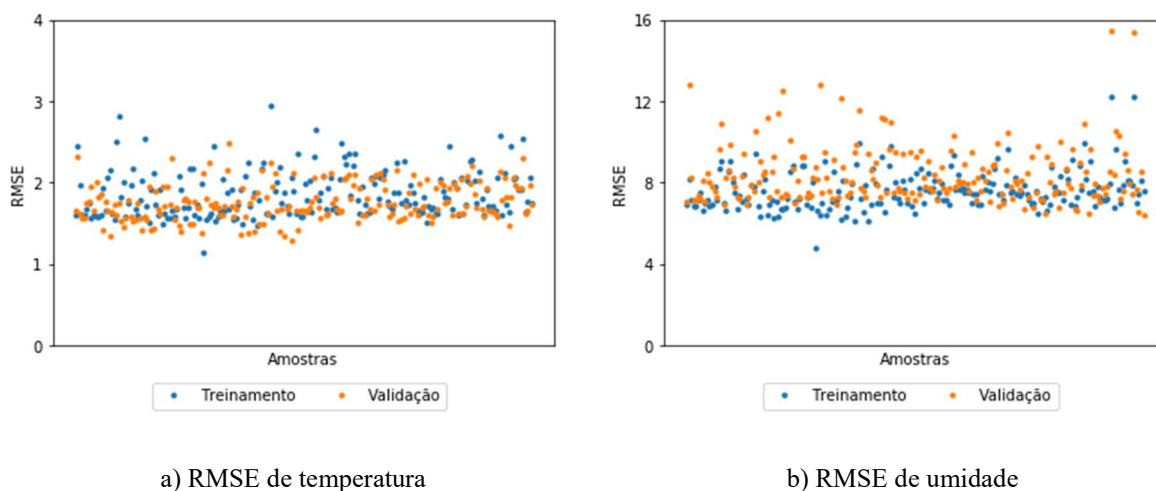 4
3
2
1
0
RMSE
Amostras
Treinamento Validação
a) RMSE de temperatura
16
12
8
4
0
RMSE
Amostras
Treinamento Validação
b) RMSE de umidade